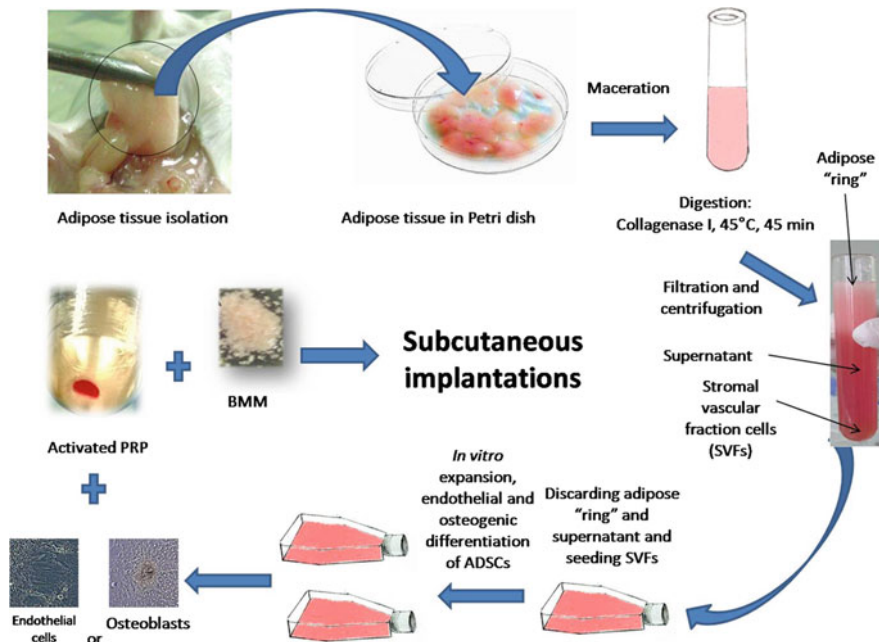 Adipose tissue isolation
Adipose tissue in Petri dish
Maceration
Digestion:
Collagenase I, 45°C, 45 min
Adipose
“ring”
Filtration and
centrifugation
Supernatant
Stromal
vascular
fraction cells
(SVFs)
Discarding adipose
“ring” and
supernatant and
seeding SVFs
In vitro
expansion,
endothelial and
osteogenic
differentiation
of ADSCs
Endothelial
cells
or
Osteoblasts
Activated PRP
BMM
Subcutaneous
implantations